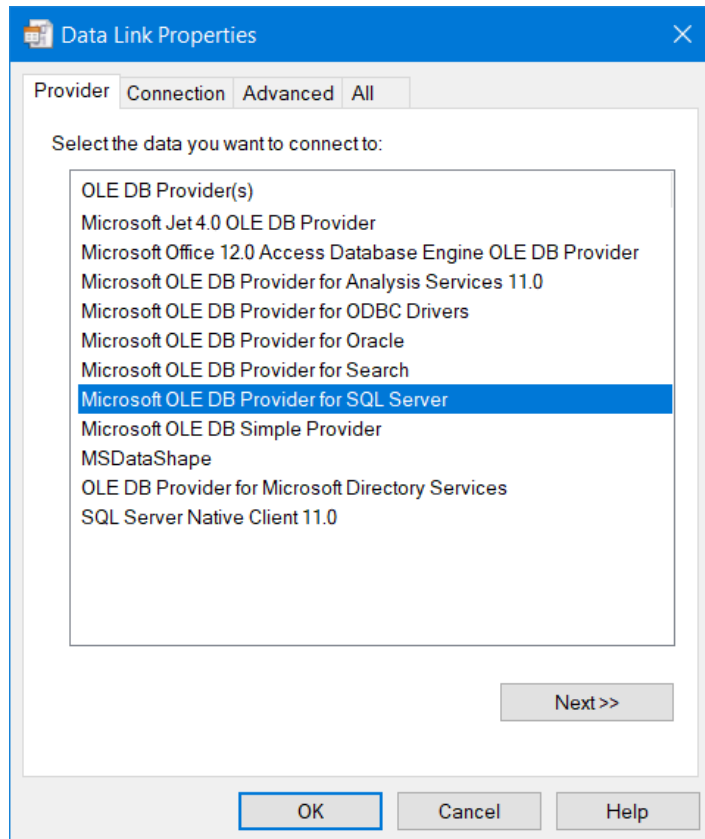 Data Link Properties
Provider Connection Advanced All
Select the data you want to connect to:
OLE DB Provider(s)
Microsoft Jet 4.0 OLE DB Provider
Microsoft Office 12.0 Access Database Engine OLE DB Provider
Microsoft OLE DB Provider for Analysis Services 11.0
Microsoft OLE DB Provider for ODBC Drivers
Microsoft OLE DB Provider for Oracle
Microsoft OLE DB Provider for Search
Microsoft OLE DB Provider for SQL Server
Microsoft OLE DB Simple Provider
MSDataShape
OLE DB Provider for Microsoft Directory Services
SQL Server Native Client 11.0
Next >>
OK Cancel Help